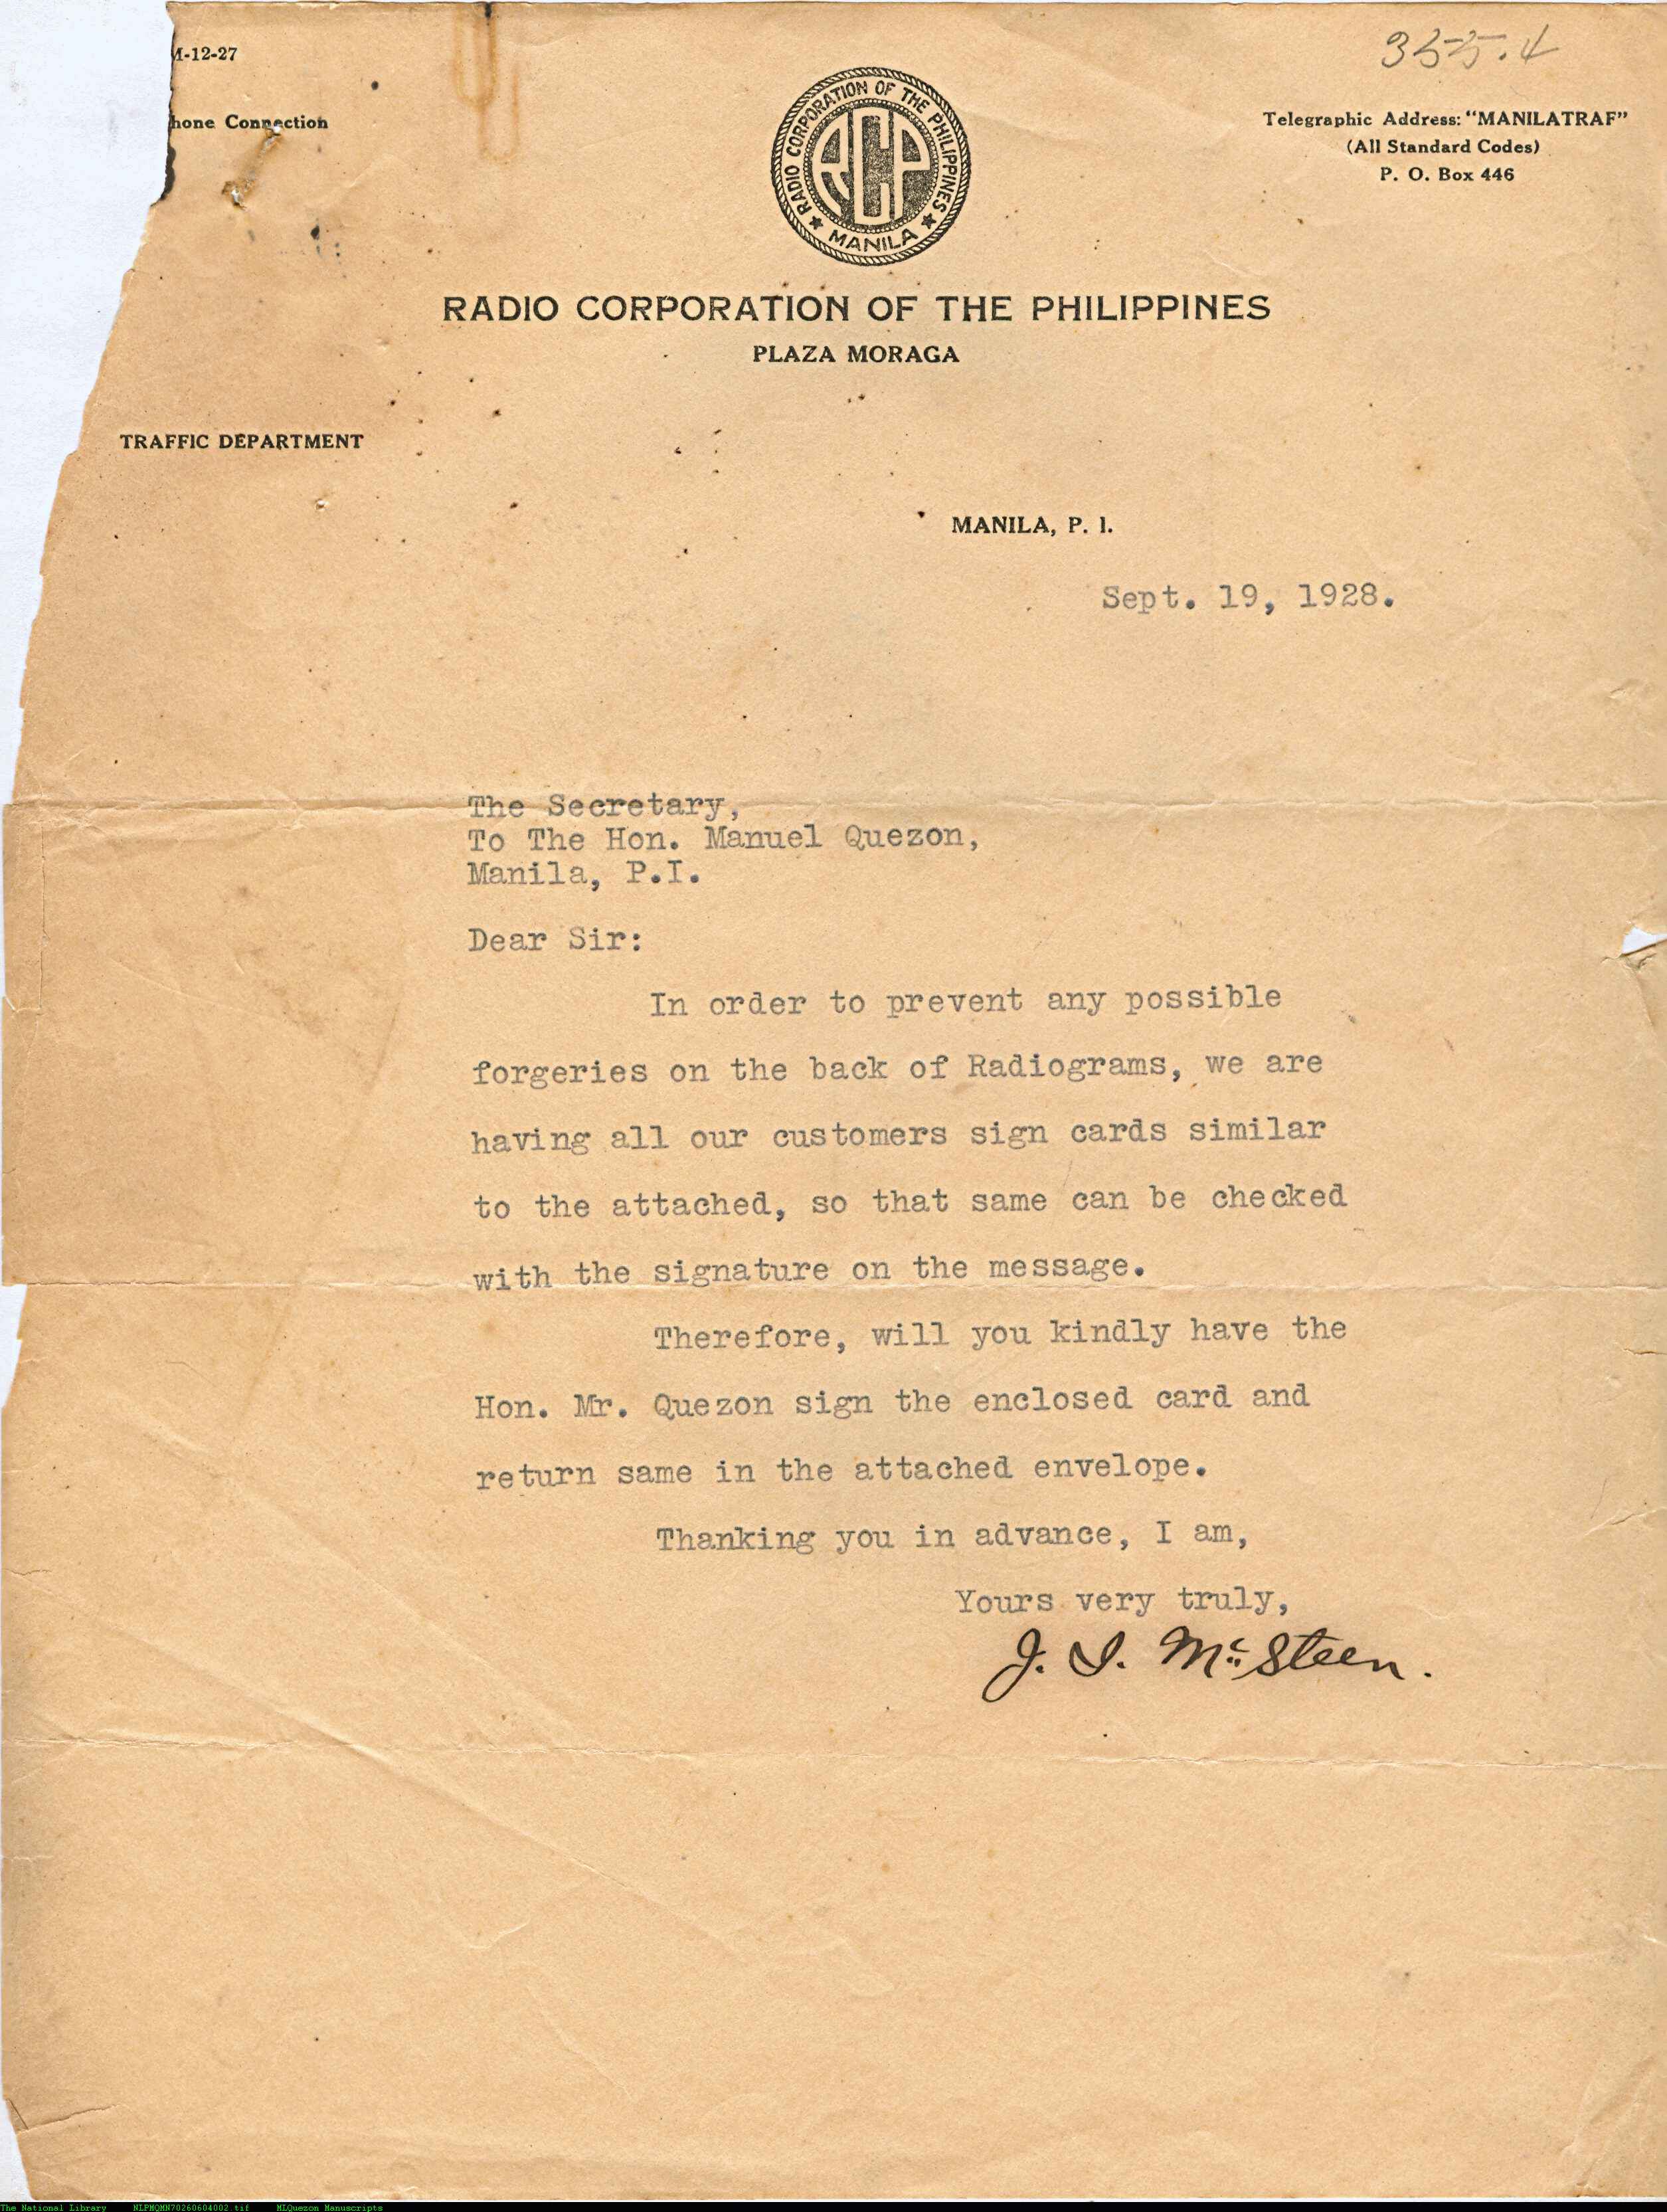 -12-27
355.4
hone Connection
Telegraphic Address: "MANILATRAF"
(All Standard Codes)
P. O. Box 446
RADIO CORPORATION OF THE PHILIPPINES
RCP
★ MANILA ★
RADIO CORPORATION OF THE PHILIPPINES
PLAZA MORAGA
TRAFFIC DEPARTMENT
MANILA, P. I.
Sept. 19, 1928.
The Secretary,
To The Hon. Manuel Quezon,
Manila, P.I.
Dear Sir:
In order to prevent any possible
forgeries on the back of Radiograms, we are
having all our customers sign cards similar
to the attached, so that same can be checked
with the signature on the message.
Therefore, will you kindly have the
Hon. Mr. Quezon sign the enclosed card and
return same in the attached envelope.
Thanking you in advance, I am,
Yours very truly,
McSteen.
The National Library NLPMQMN70260604002.tif MLQuezon Manuscripts